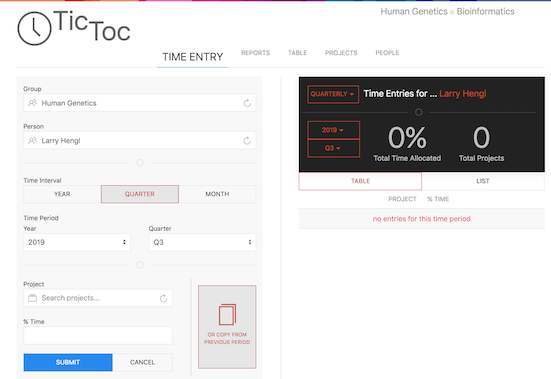 Human Genetics » Bioinformatics
TicToc
TIME ENTRY
REPORTS
TABLE
PROJECTS
PEOPLE
Group
Human Genetics
Person
Larry Hengl
Time Interval
YEAR
QUARTER
MONTH
Time Period
Year
Quarter
2019
Q3
Project
Search projects...
% Time
SUBMIT
CANCEL
OR COPY FROM
PREVIOUS PERIOD
QUARTERLY
Time Entries for ... Larry Hengl
2019
Q3
0%
Total Time Allocated
0
Total Projects
TABLE
LIST
PROJECT
% TIME
no entries for this time period